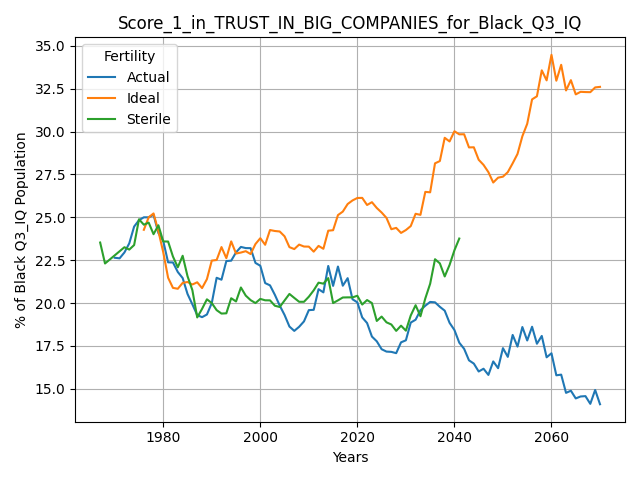 Score_1_in_TRUST_IN_BIG_COMPANIES_for_Black_Q3_IQ
Fertility
Actual
Ideal
Sterile
% of Black Q3_IQ Population
35.0
32.5
30.0
27.5
25.0
22.5
20.0
17.5
15.0
1980 2000 2020 2040 2060
Years